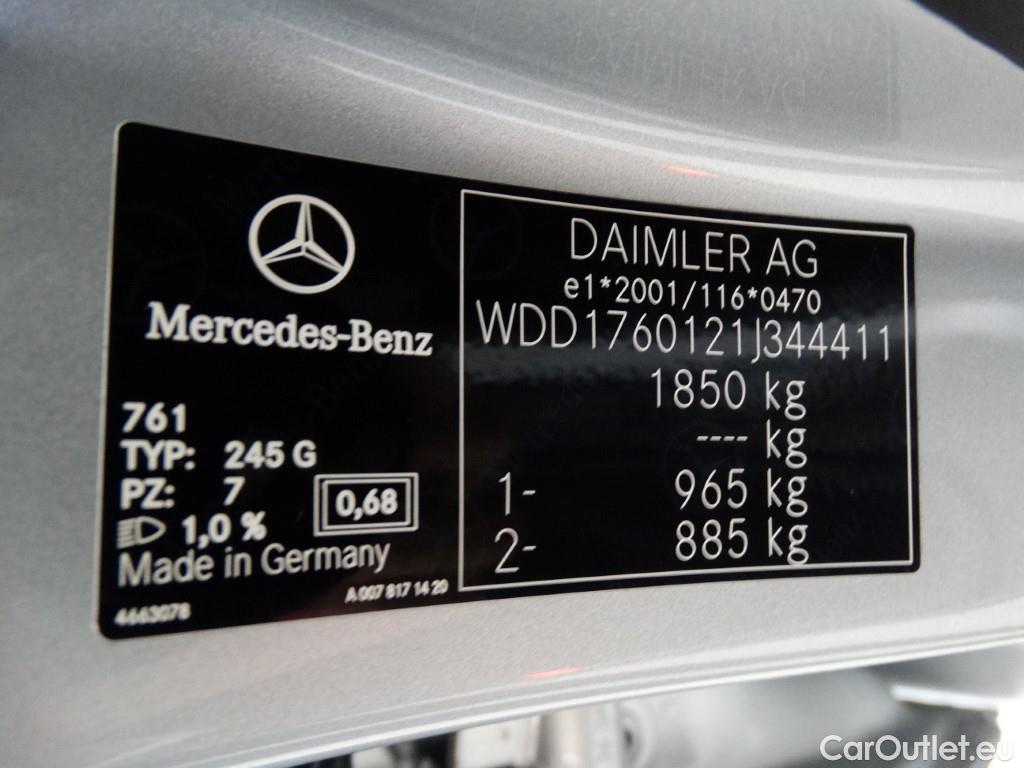 Mercedes-Benz
761
TYP: 245 G
PZ: 7
0,68
1,0 %
Made in Germany
A 007 817 14 20
4663078
DAIMLER AG
e1*2001/116*0470
WDD1760121J344411
1850 kg
---- kg
1- 965 kg
2- 885 kg
CarOutlet.eu